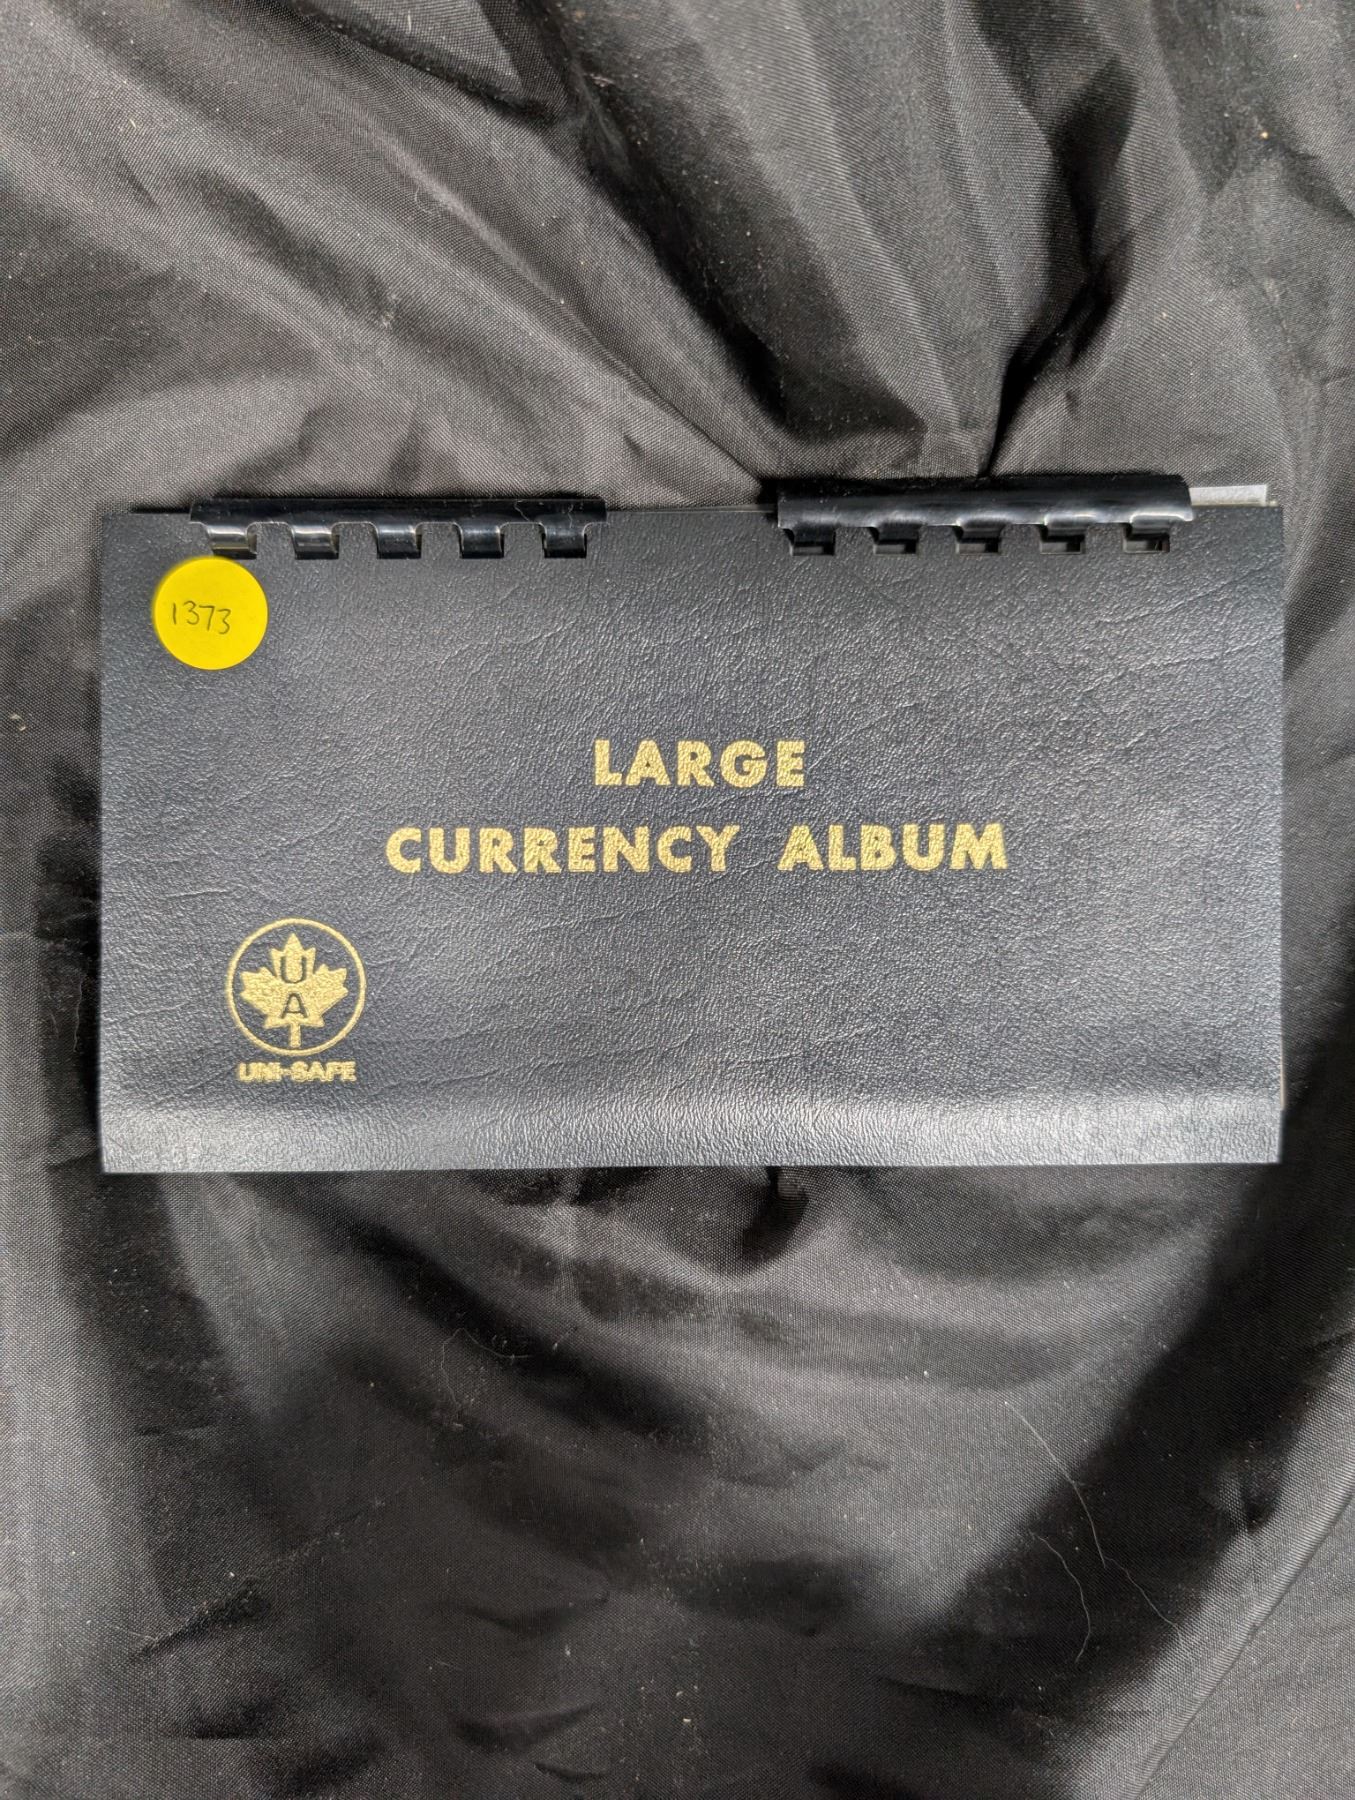 1373
LARGE
CURRENCY ALBUM
U
A
UNI-SAFE